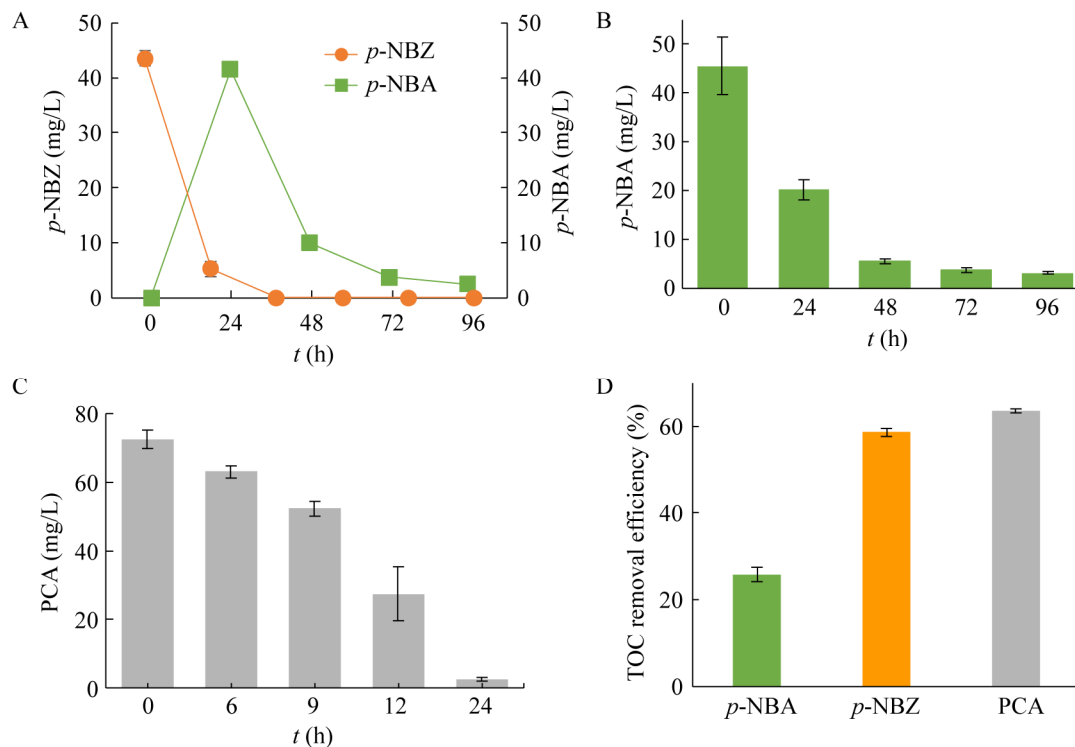 A
p-NBZ (mg/L)
50
40
30
20
10
0
p-NBZ
p-NBA
50
40
30
20
10
0
p-NBA (mg/L)
0 24 48 72 96
t (h)
B
p-NBA (mg/L)
50
40
30
20
10
0
0 24 48 72 96
t (h)
C
PCA (mg/L)
80
60
40
20
0
0 6 9 12 24
t (h)
D
TOC removal efficiency (%)
60
40
20
0
p-NBA p-NBZ PCA